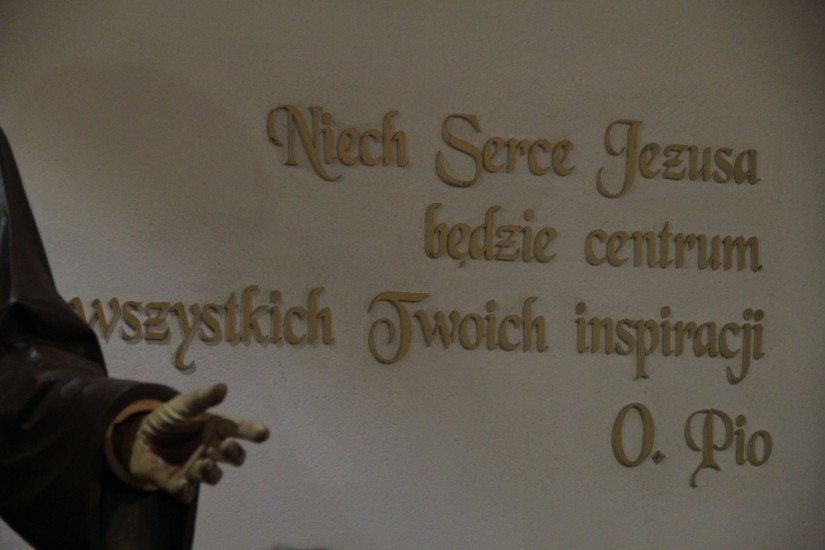 Niech Serce Jezusa
będzie centrum
wszystkich Twoich inspiracji
O. Pio